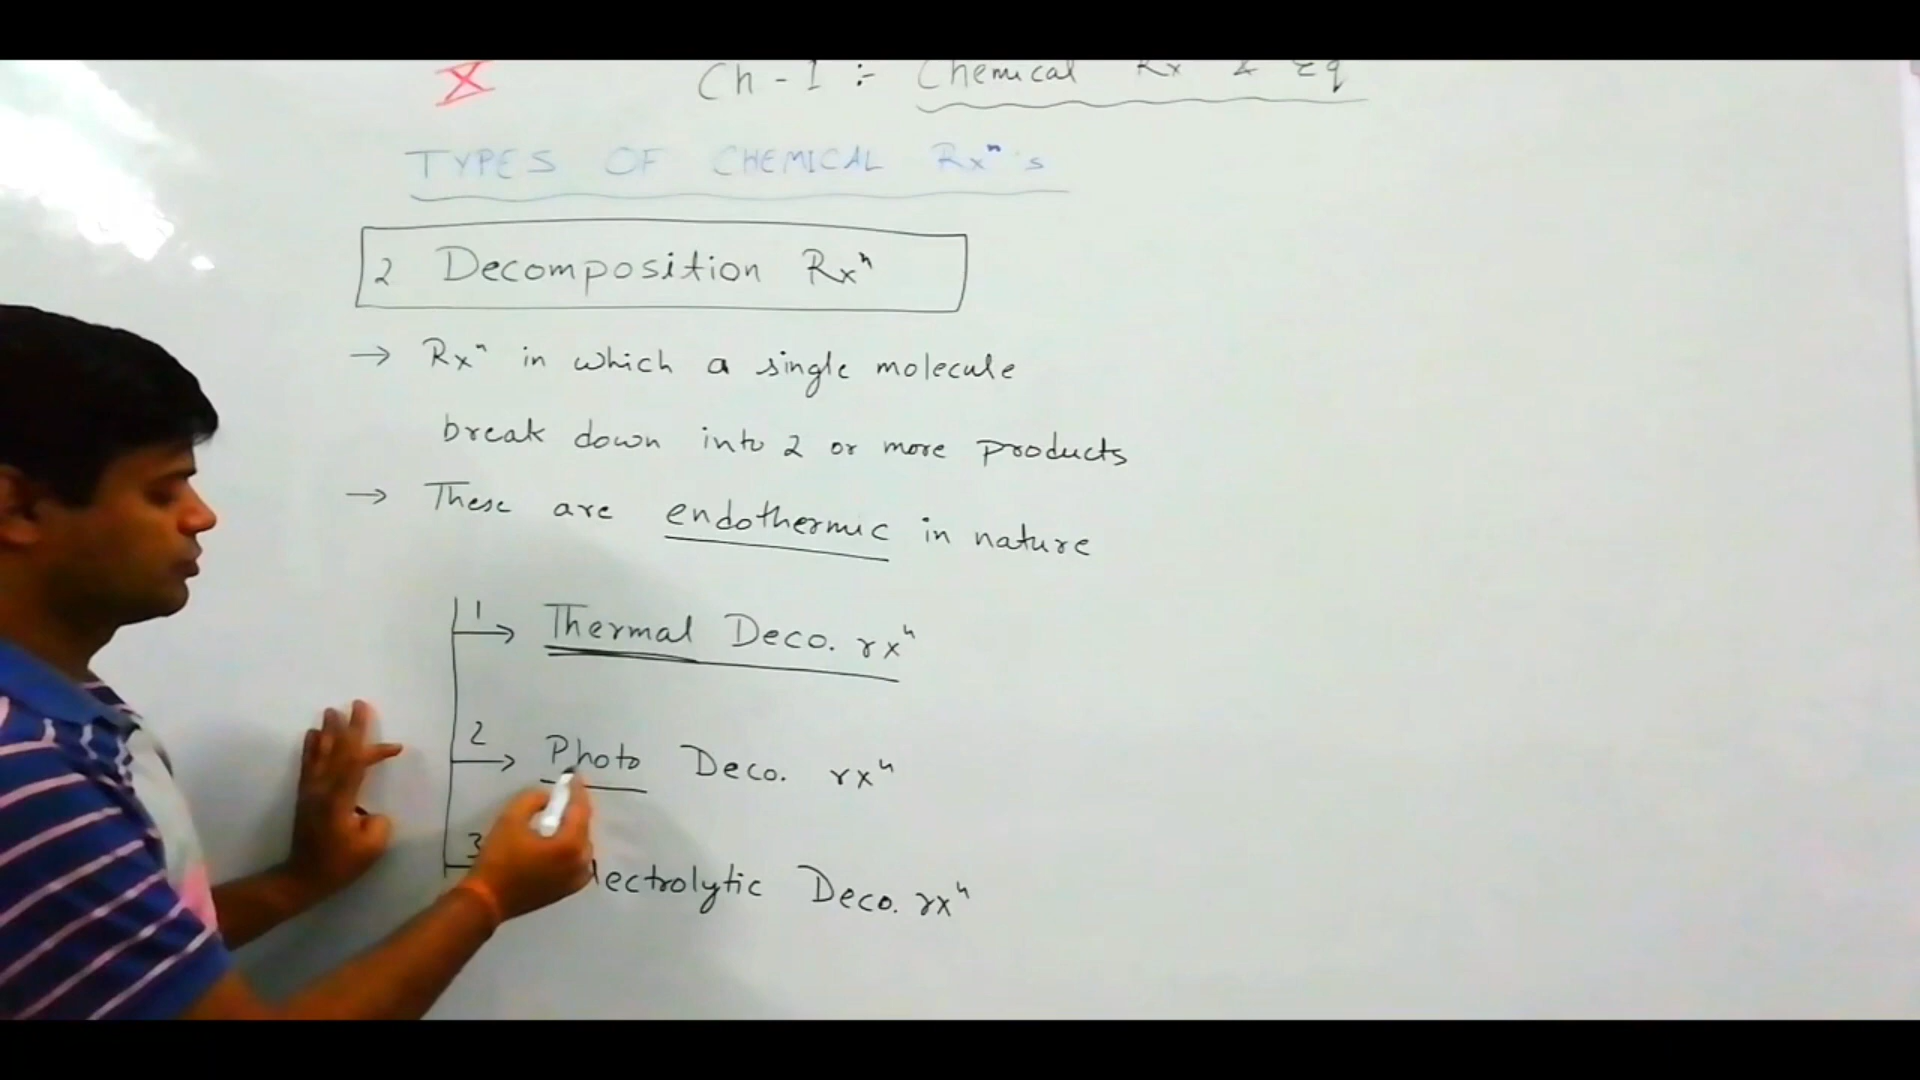 X Ch - 1 :- Chemical Rx & Eq
TYPES OF CHEMICAL Rxⁿ's
2 Decomposition Rxⁿ
→ Rxⁿ in which a single molecule
break down into 2 or more products
→ These are endothermic in nature
1 → Thermal Deco. rxⁿ
2 → Photo Deco. rxⁿ
3 lectrolytic Deco. rxⁿ